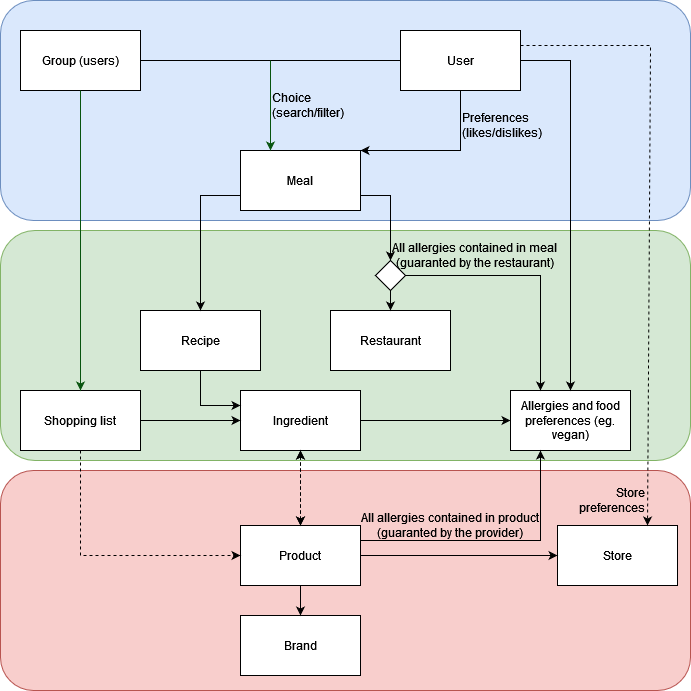 Group (users)
User
Choice
(search/filter)
Preferences
(likes/dislikes)
Meal
All allergies contained in meal
(guaranted by the restaurant)
Recipe
Restaurant
Shopping list
Ingredient
Allergies and food
preferences (eg.
vegan)
Store
preferences
All allergies contained in product
(guaranted by the provider)
Product
Store
Brand